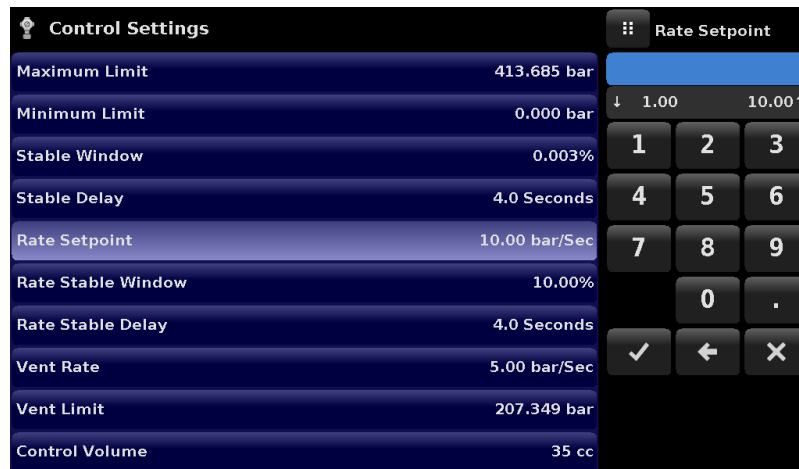 Control Settings
Maximum Limit 413.685 bar
Minimum Limit 0.000 bar
Stable Window 0.003%
Stable Delay 4.0 Seconds
Rate Setpoint 10.00 bar/Sec
Rate Stable Window 10.00%
Rate Stable Delay 4.0 Seconds
Vent Rate 5.00 bar/Sec
Vent Limit 207.349 bar
Control Volume 35 cc
Rate Setpoint
↓ 1.00 10.00↑
1 2 3
4 5 6
7 8 9
0 .